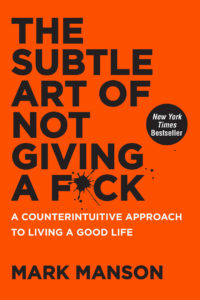 THE
SUBTLE
ART OF
NOT
GIVING
A F*CK
New York
Times
Bestseller
A COUNTERINTUITIVE APPROACH
TO LIVING A GOOD LIFE
MARK MANSON